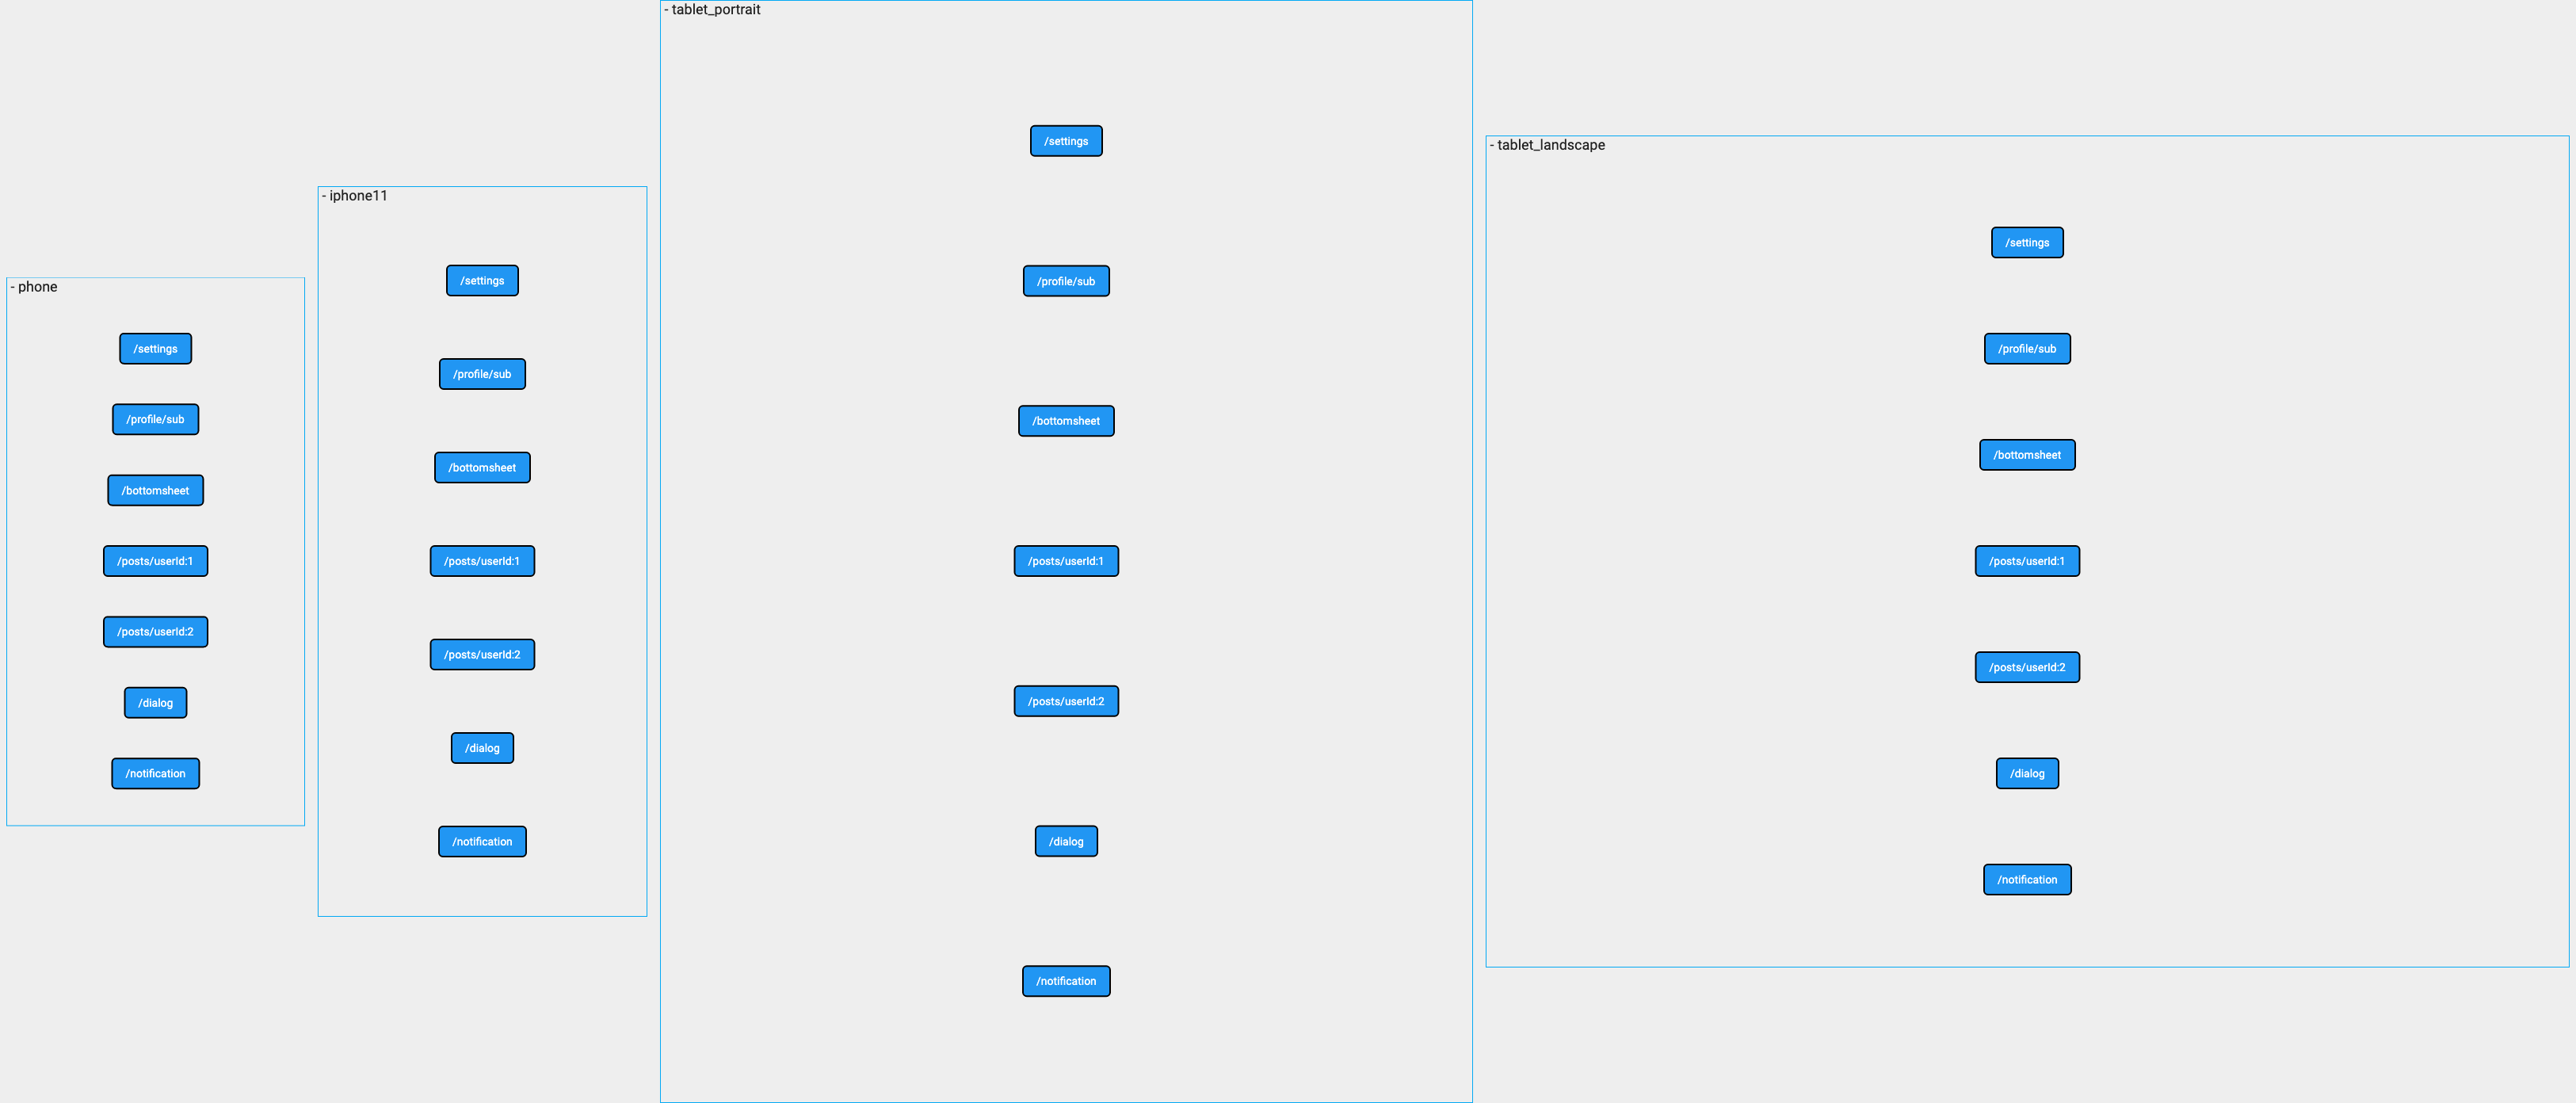 - phone
/settings
/profile/sub
/bottomsheet
/posts/userId:1
/posts/userId:2
/dialog
/notification
- iphone11
/settings
/profile/sub
/bottomsheet
/posts/userId:1
/posts/userId:2
/dialog
/notification
- tablet_portrait
/settings
/profile/sub
/bottomsheet
/posts/userId:1
/posts/userId:2
/dialog
/notification
- tablet_landscape
/settings
/profile/sub
/bottomsheet
/posts/userId:1
/posts/userId:2
/dialog
/notification